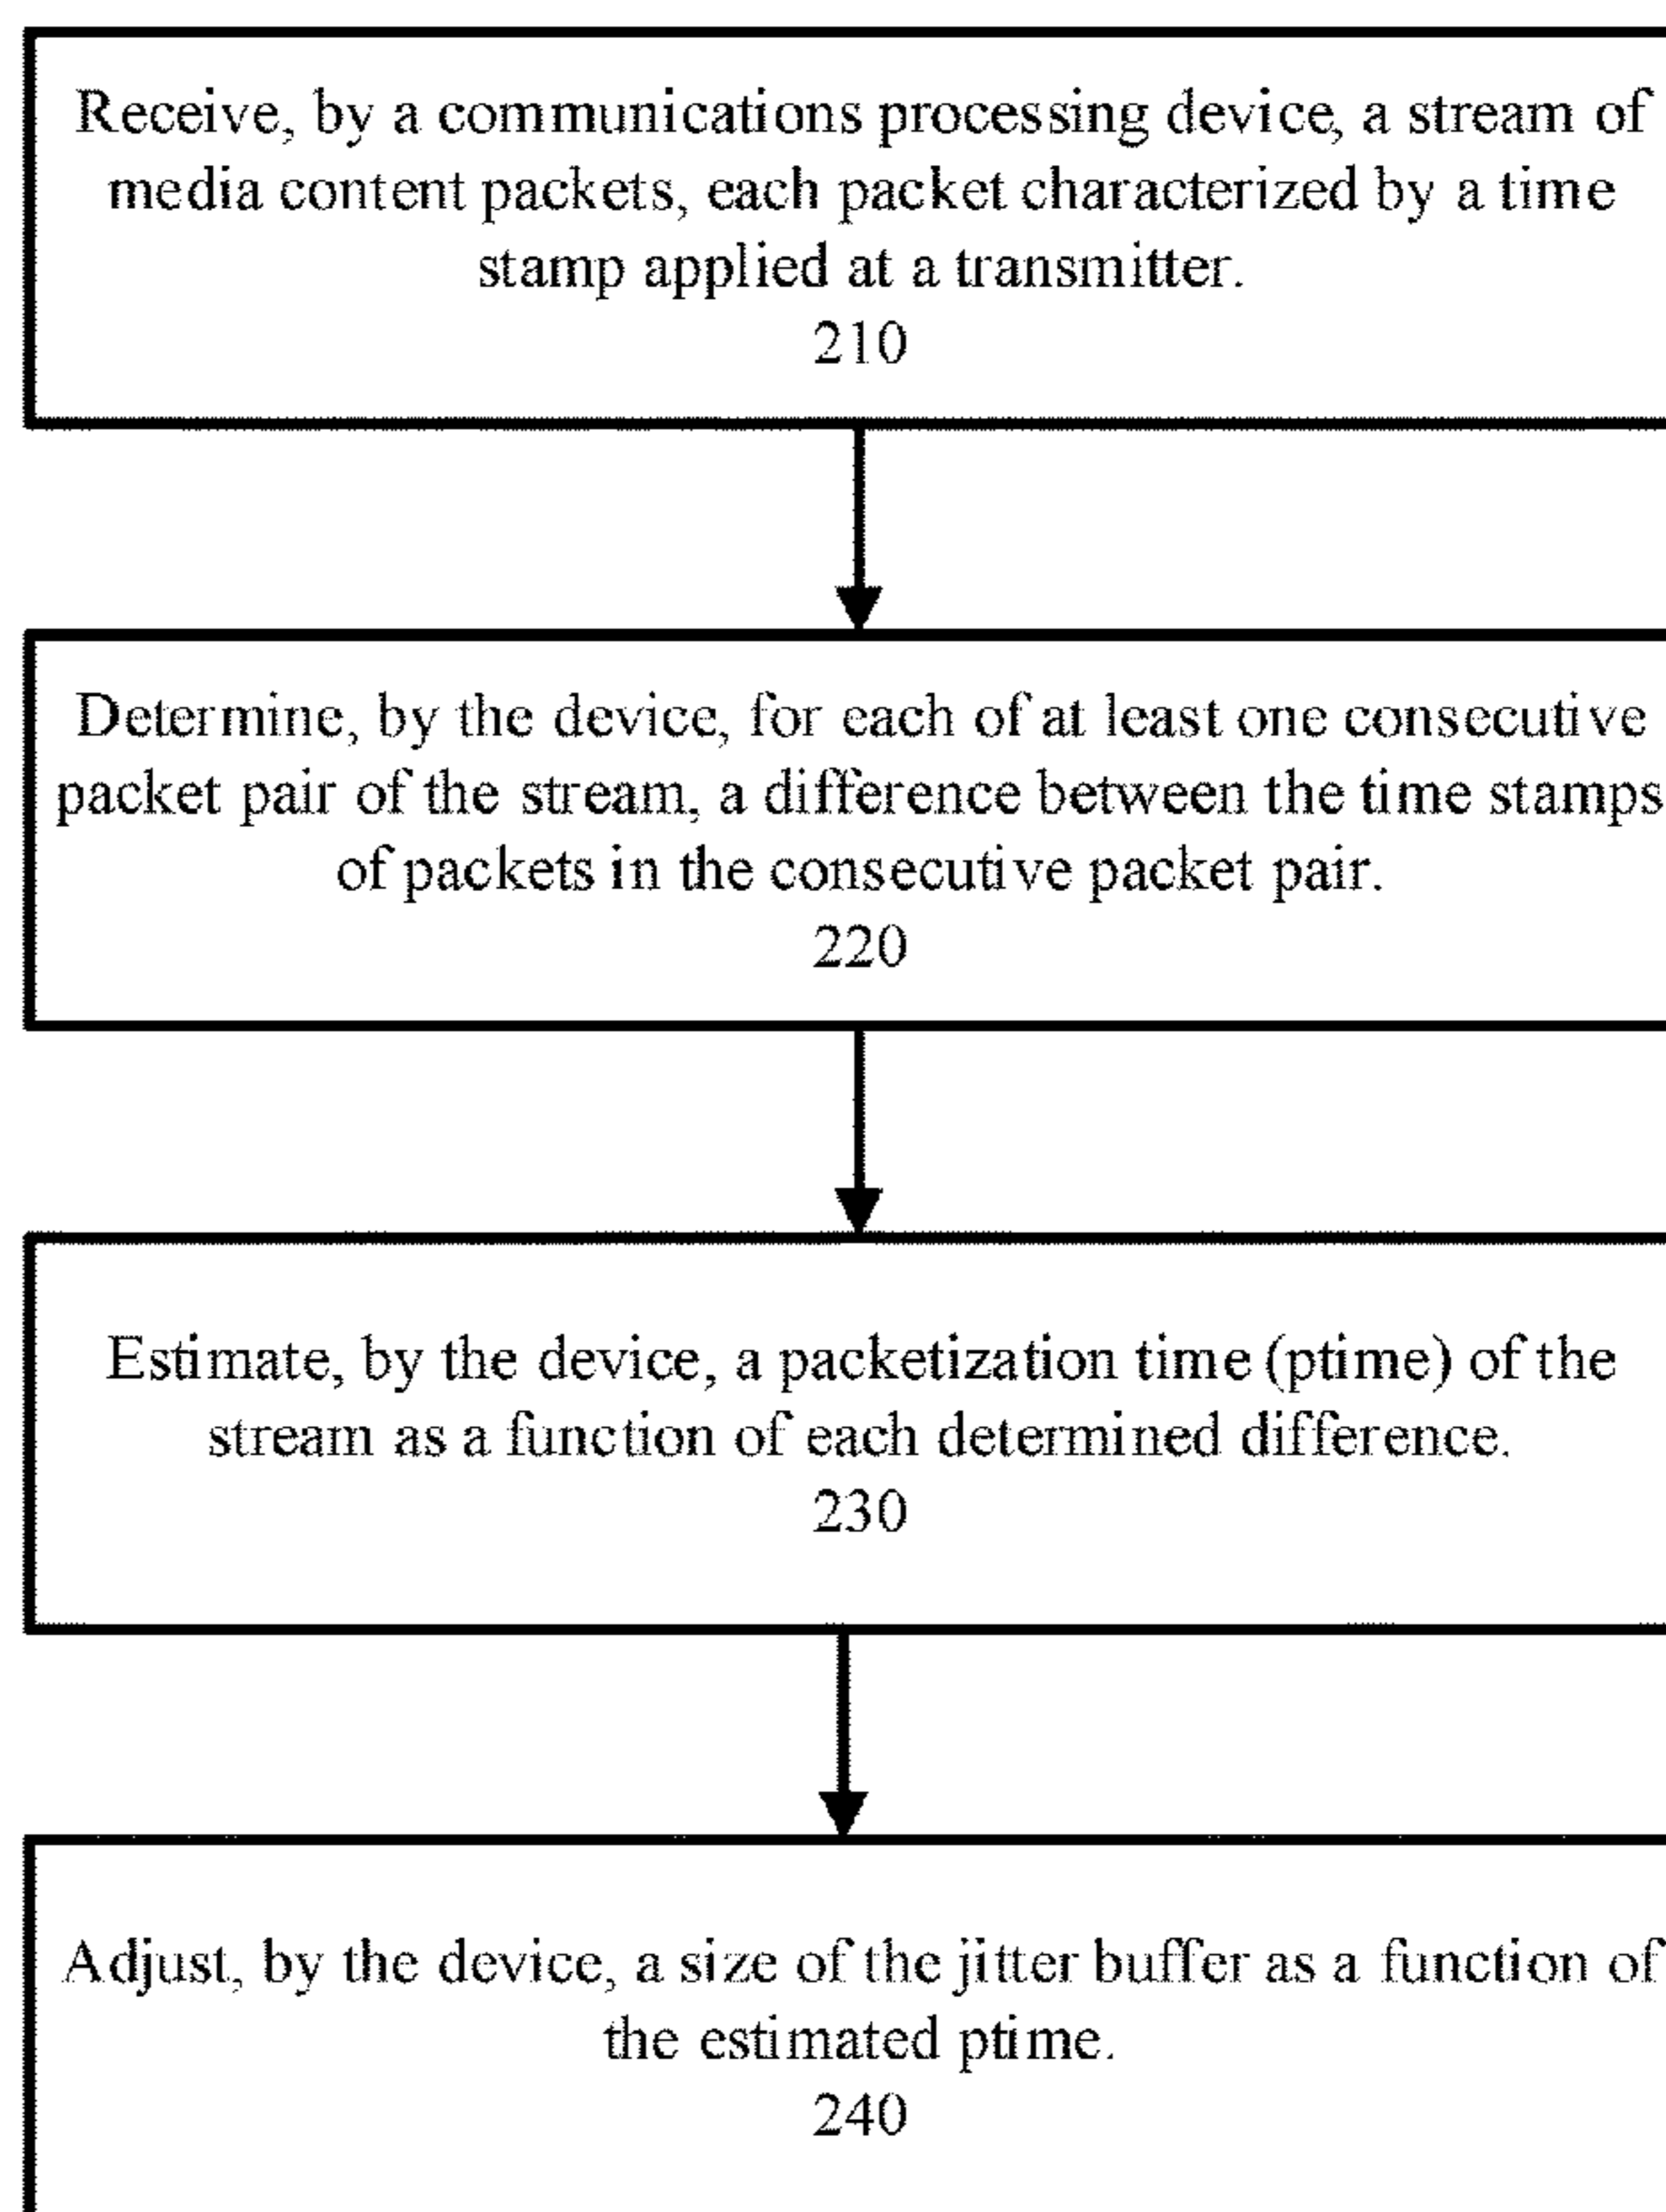 Receive, by a communications processing device, a stream of
media content packets, each packet characterized by a time
stamp applied at a transmitter.
210
Determine, by the device, for each of at least one consecutive
packet pair of the stream, a difference between the time stamps
of packets in the consecutive packet pair.
220
Estimate, by the device, a packetization time (ptime) of the
stream as a function of each determined difference.
230
Adjust, by the device, a size of the jitter buffer as a function of
the estimated ptime.
240